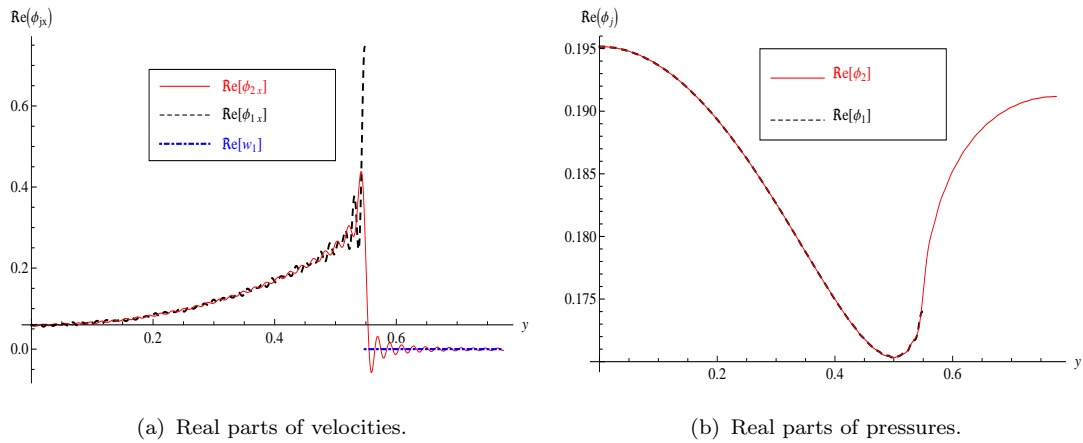 Re(ϕjx)
0.6
0.4
0.2
0.0
0.2
0.4
0.6
y
Re[ϕ2 x]
Re[ϕ1 x]
Re[w1]
(a) Real parts of velocities.
Re(ϕj)
0.195
0.190
0.185
0.180
0.175
0.2
0.4
0.6
y
Re[ϕ2]
Re[ϕ1]
(b) Real parts of pressures.